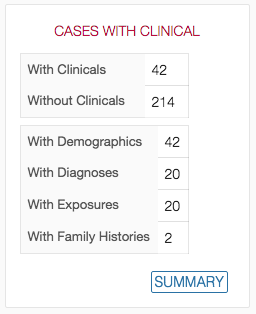 CASES WITH CLINICAL
With Clinicals 42
Without Clinicals 214
With Demographics 42
With Diagnoses 20
With Exposures 20
With Family Histories 2
SUMMARY